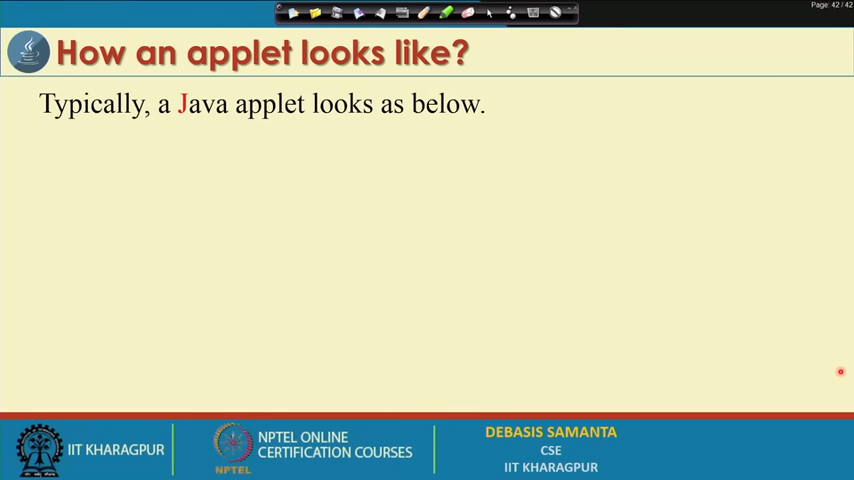 Page: 42 / 42
How an applet looks like?
Typically, a Java applet looks as below.
IIT KHARAGPUR
NPTEL
NPTEL ONLINE
CERTIFICATION COURSES
DEBASIS SAMANTA
CSE
IIT KHARAGPUR